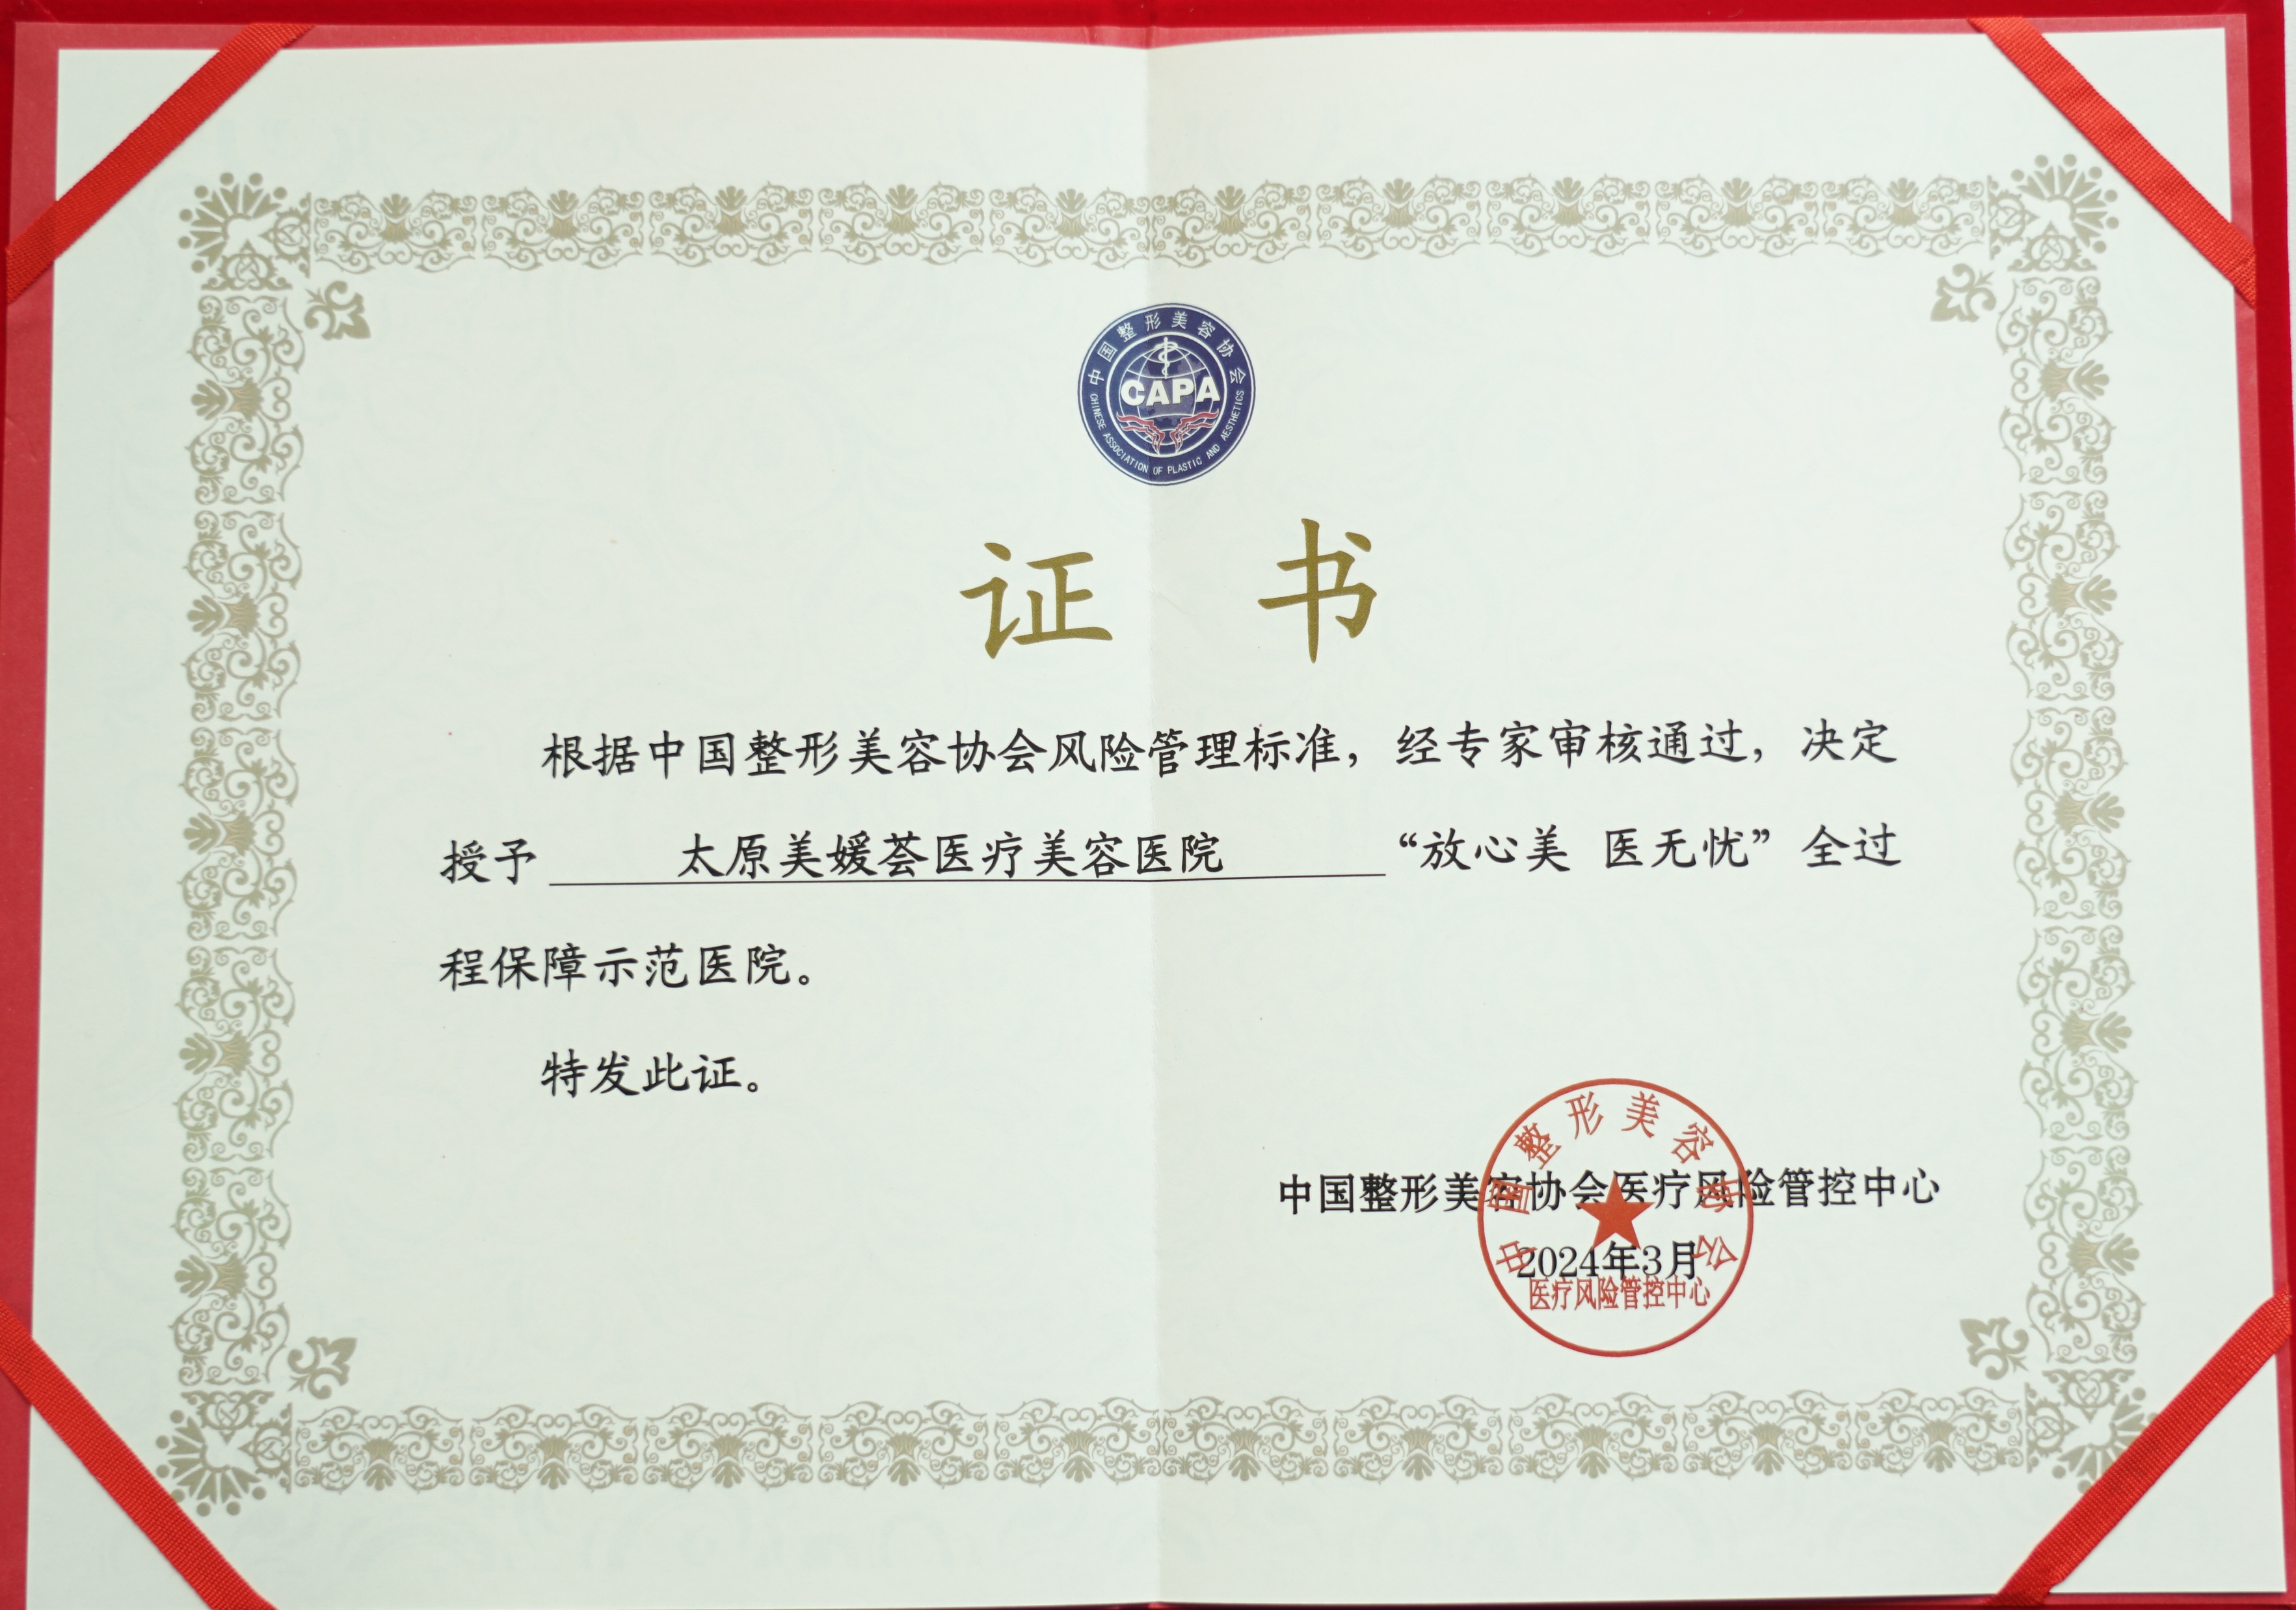 中国整形美容协会
CAPA
CHINESE ASSOCIATION OF PLASTIC AND AESTHETICS
证 书
根据中国整形美容协会风险管理标准，经专家审核通过，决定
授予 太原美媛荟医疗美容医院 “放心美 医无忧”全过
程保障示范医院。
特发此证。
中国整形美容协会医疗风险管控中心
2024年3月
中国整形美容协会
医疗风险管控中心